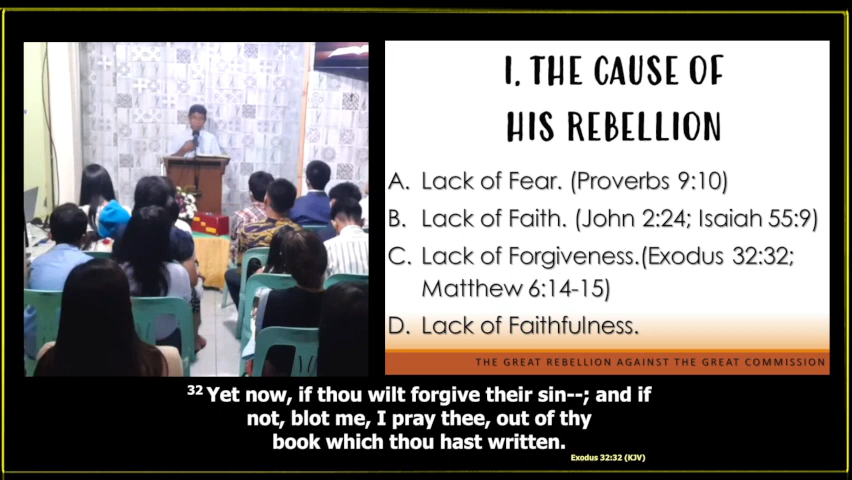 I. THE CAUSE OF
HIS REBELLION
A. Lack of Fear. (Proverbs 9:10)
B. Lack of Faith. (John 2:24; Isaiah 55:9)
C. Lack of Forgiveness.(Exodus 32:32;
Matthew 6:14-15)
D. Lack of Faithfulness.
THE GREAT REBELLION AGAINST THE GREAT COMMISSION
32 Yet now, if thou wilt forgive their sin--; and if
not, blot me, I pray thee, out of thy
book which thou hast written.
Exodus 32:32 (KJV)